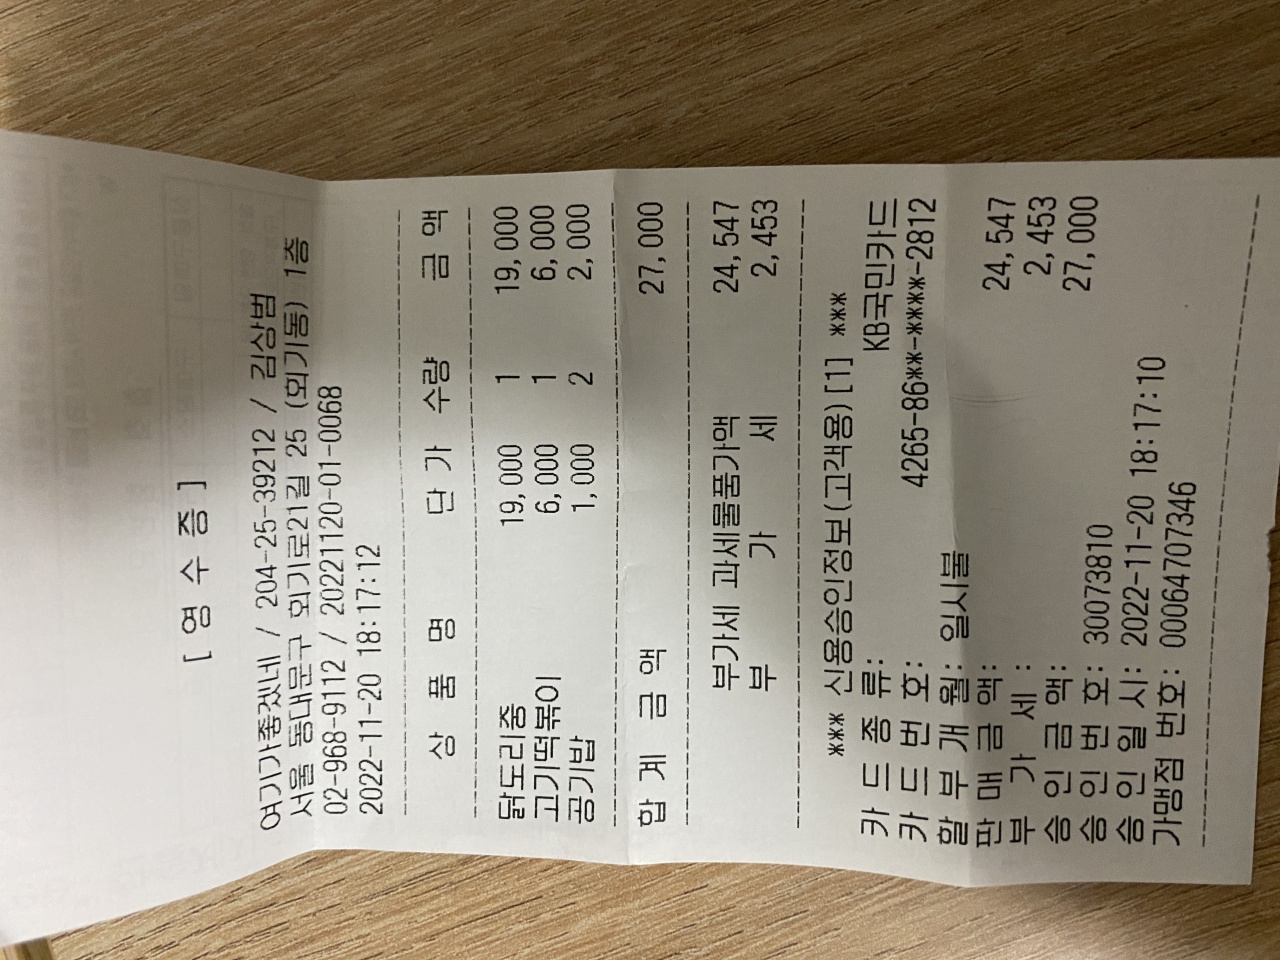 [ 영 수 증 ]
여기가좋겠네 / 204-25-39212 / 김상범
서울 동대문구 회기로21길 25 (회기동) 1층
02-968-9112 / 20221120-01-0068
2022-11-20 18:17:12
상 품 명 단 가 수량 금 액
닭도리중 19,000 1 19,000
고기떡볶이 6,000 1 6,000
공기밥 1,000 2 2,000
합 계 금 액 27,000
부가세 과세물품가액 24,547
부 가 세 2,453
*** 신용승인정보(고객용)[1] ***
카 드 종 류: KB국민카드
카 드 번 호: 4265-86**-****-2812
할 부 개 월: 일시불
판 매 금 액: 24,547
부 가 세: 2,453
승 인 금 액: 27,000
승 인 번 호: 30073810
승 인 일 시: 2022-11-20 18:17:10
가맹점 번호: 00064707346